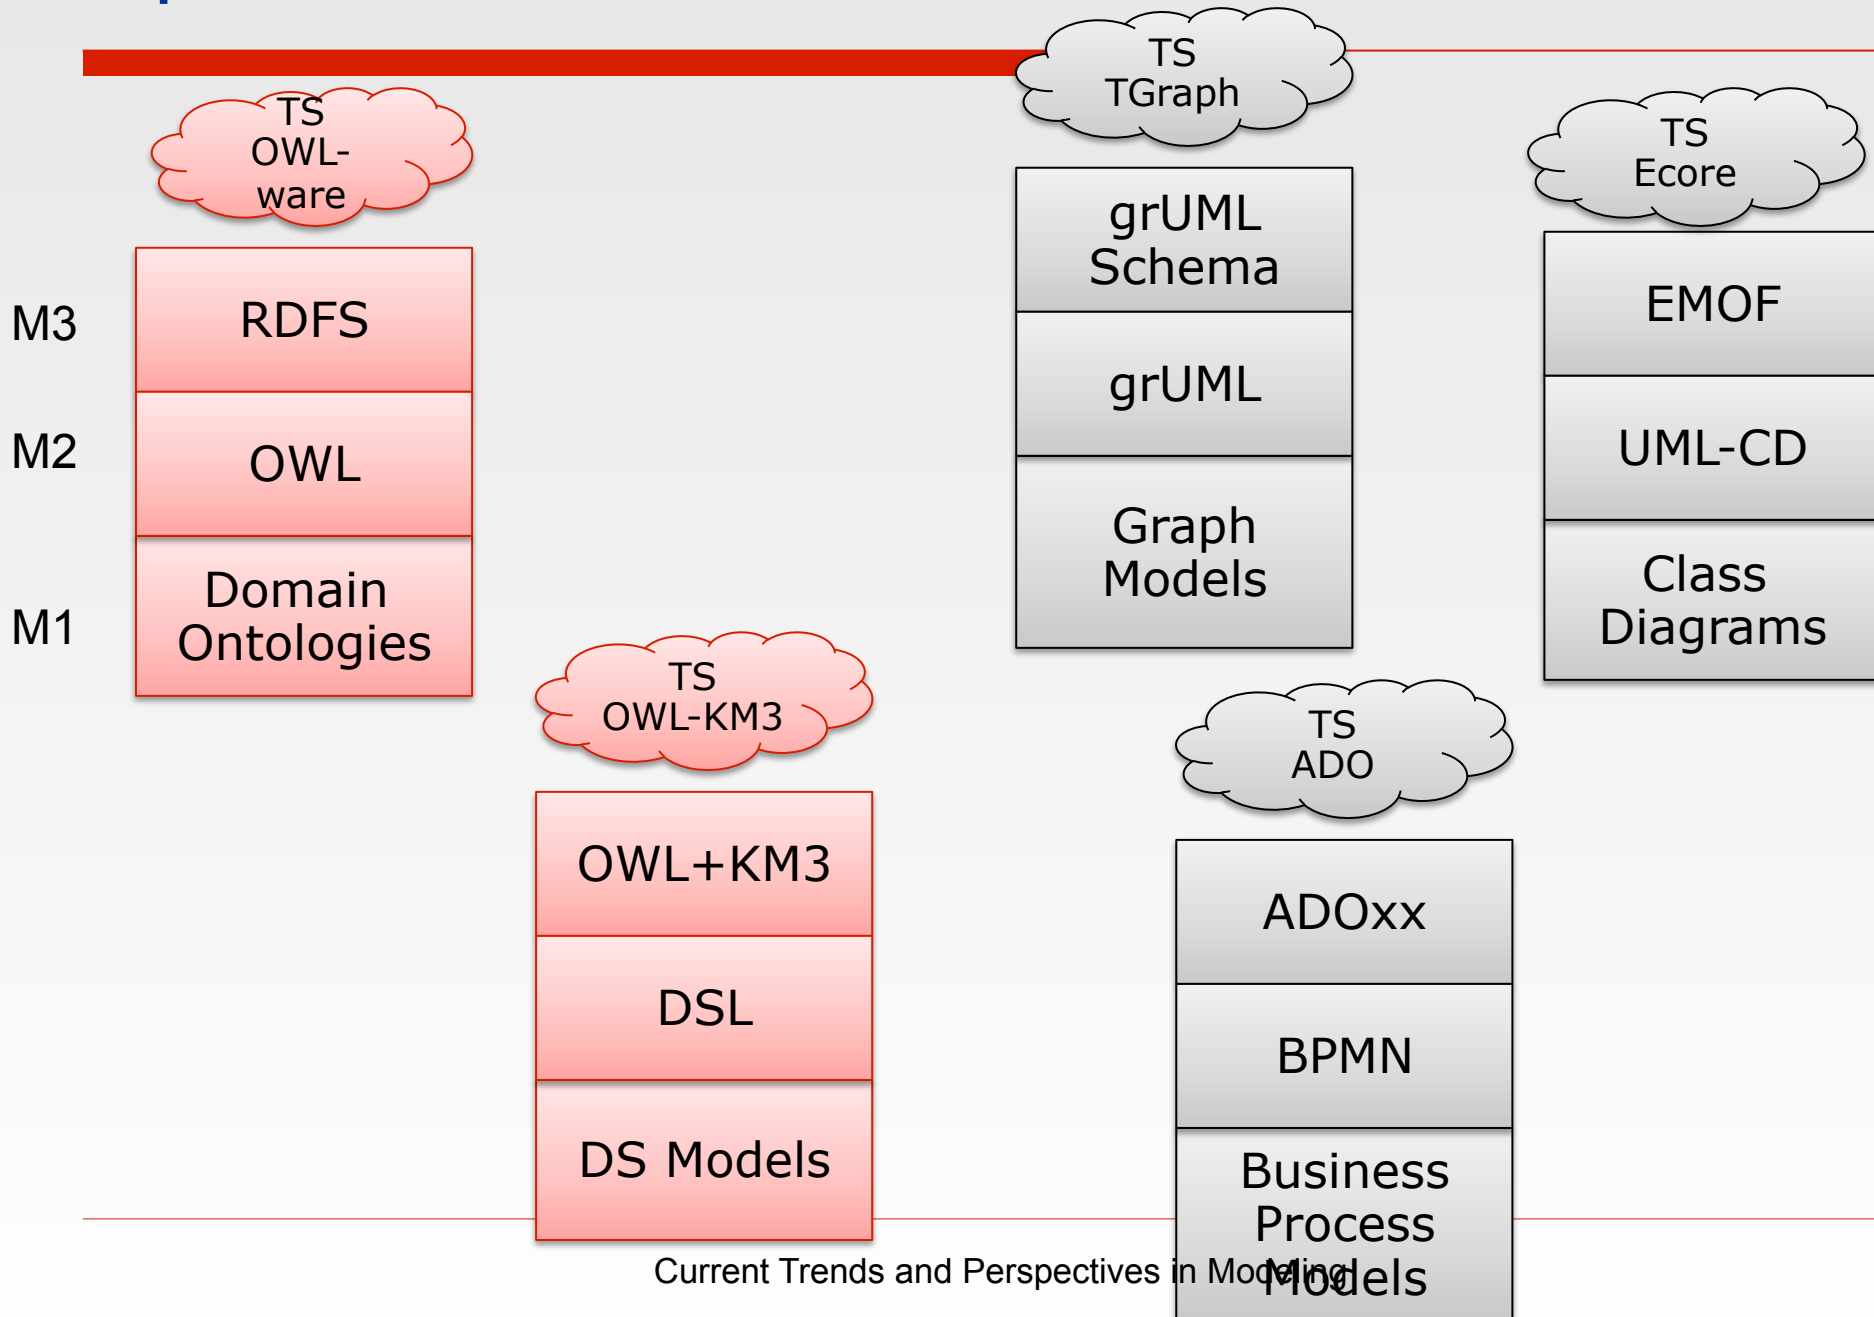 TS
OWL-
ware
M3
RDFS
M2
OWL
M1
Domain
Ontologies
TS
OWL-KM3
OWL+KM3
DSL
DS Models
TS
TGraph
grUML
Schema
grUML
Graph
Models
TS
ADO
ADOxx
BPMN
Business
Process
Models
TS
Ecore
EMOF
UML-CD
Class
Diagrams
Current Trends and Perspectives in Modeling